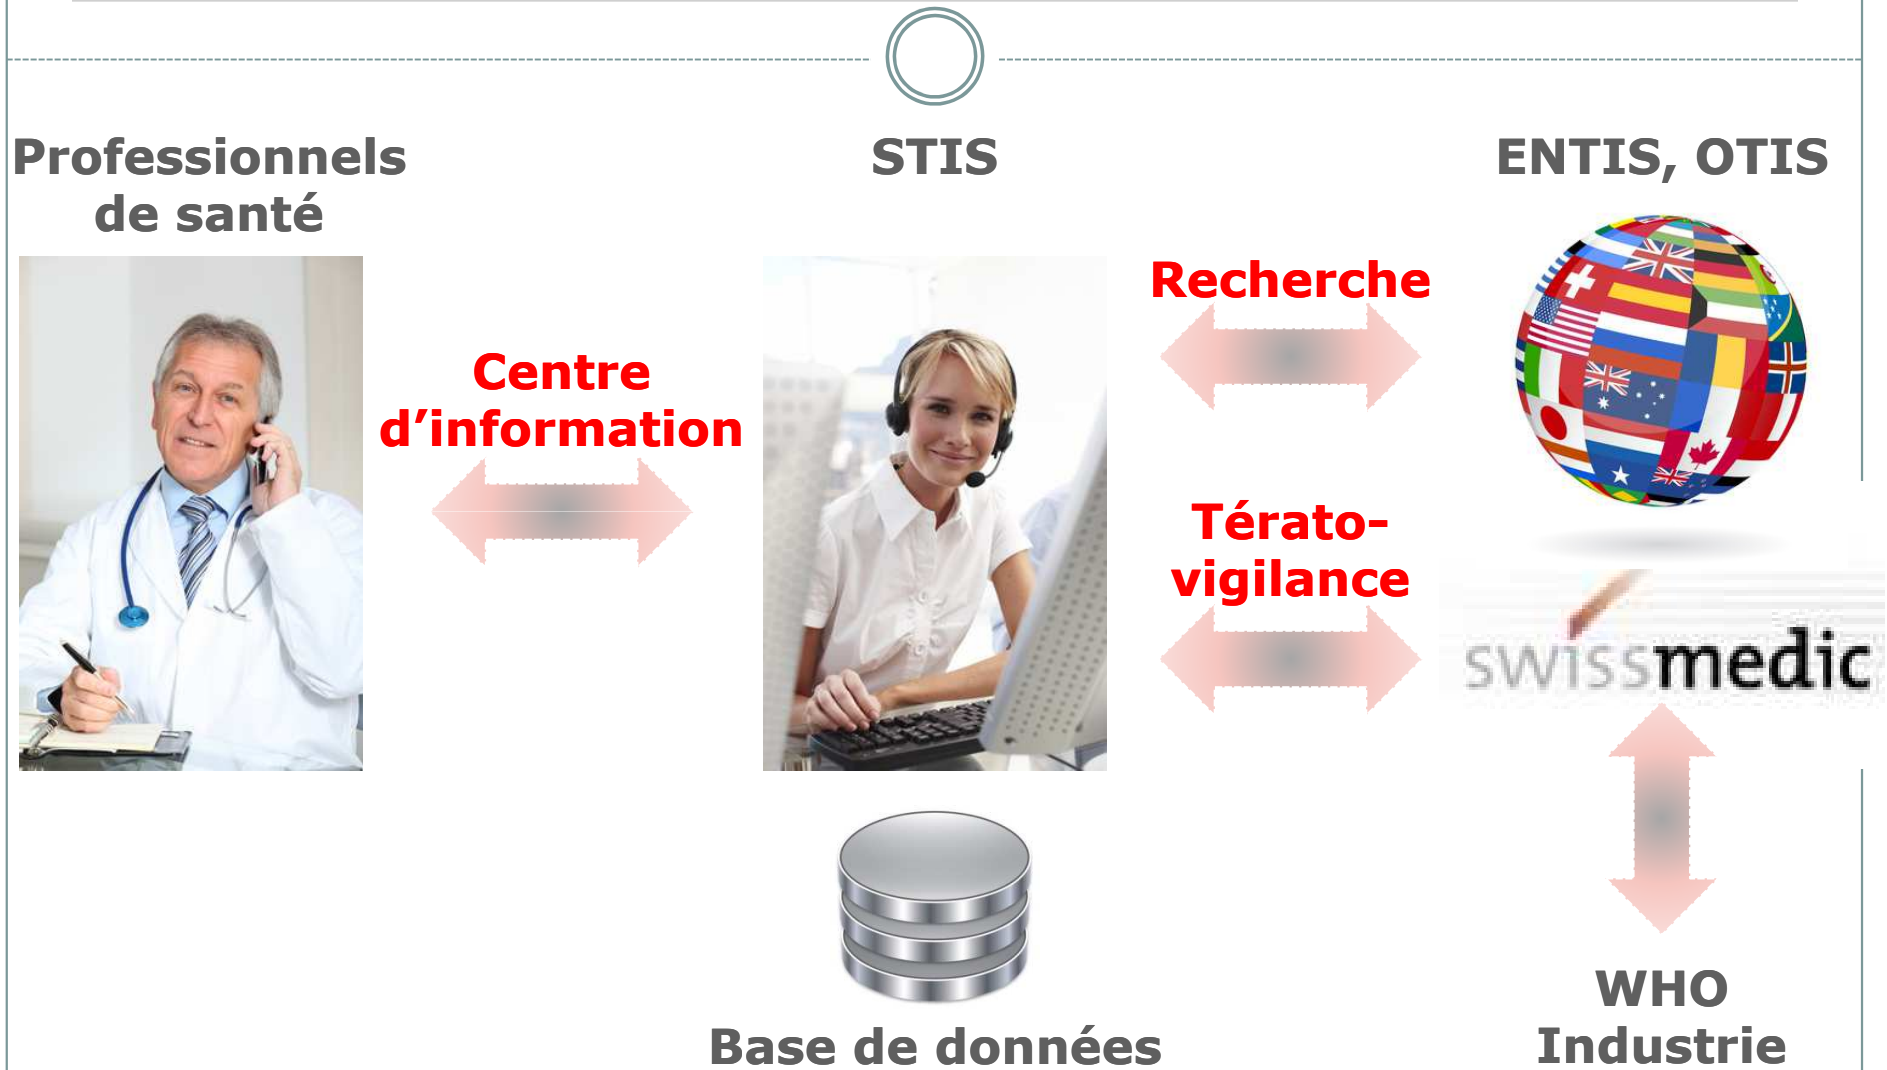 Professionnels
de santé
STIS
ENTIS, OTIS
Recherche
Centre
d’information
Térato-
vigilance
swissmedic
WHO
Industrie
Base de données